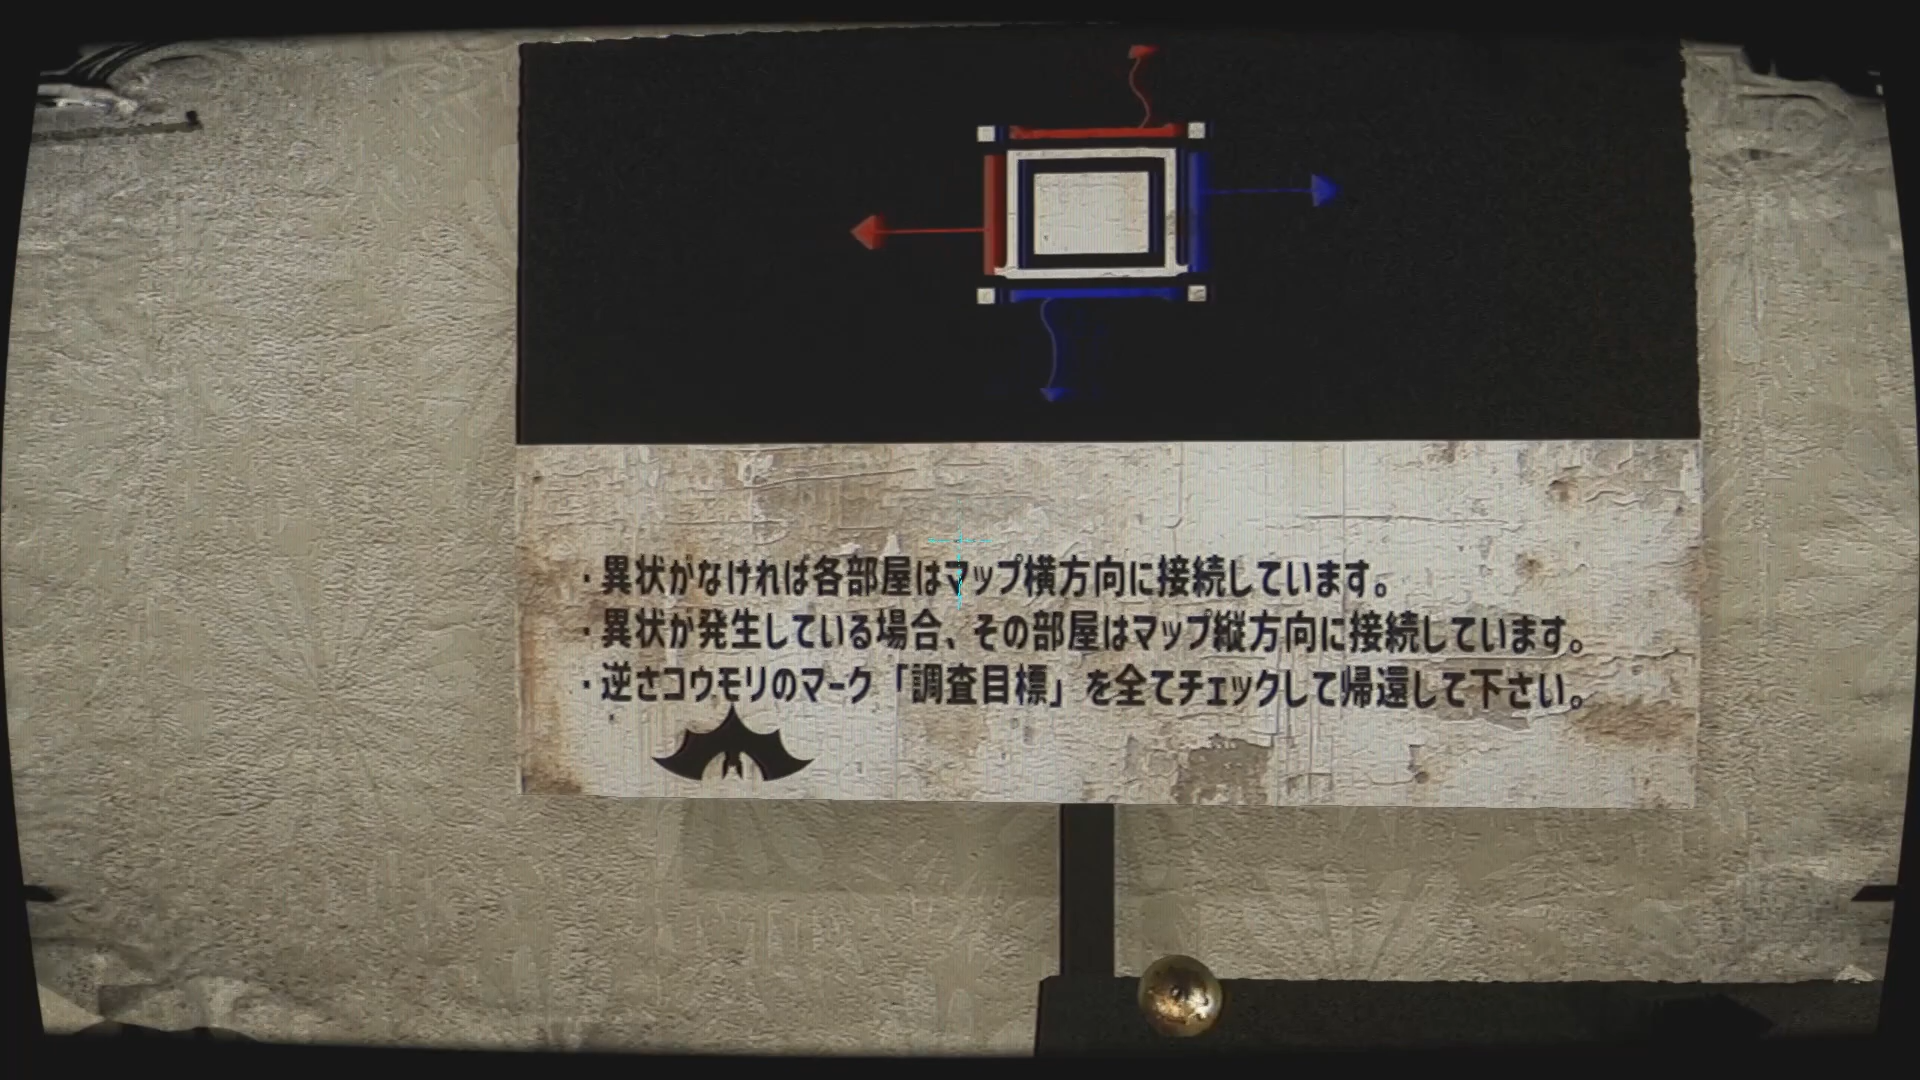 ・異状がなければ各部屋はマップ横方向に接続しています。
・異状が発生している場合、その部屋はマップ縦方向に接続しています。
・逆さコウモリのマーク「調査目標」を全てチェックして帰還して下さい。